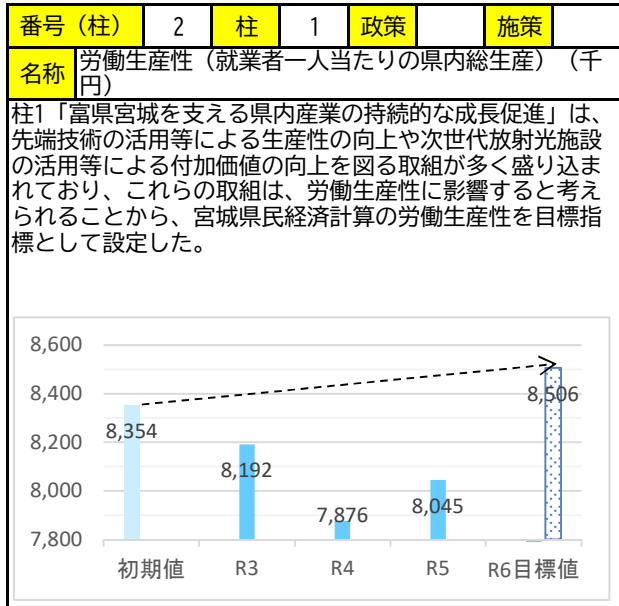 番号（柱） 2 柱 1 政策 施策
名称 労働生産性（就業者一人当たりの県内総生産）（千
円）
柱1「富県宮城を支える県内産業の持続的な成長促進」は、
先端技術の活用等による生産性の向上や次世代放射光施設
の活用等による付加価値の向上を図る取組が多く盛り込ま
れており、これらの取組は、労働生産性に影響すると考え
られることから、宮城県民経済計算の労働生産性を目標指
標として設定した。
8,600
8,400
8,200
8,000
7,800
8,354
8,192
7,876
8,045
8,506
初期値 R3 R4 R5 R6目標値